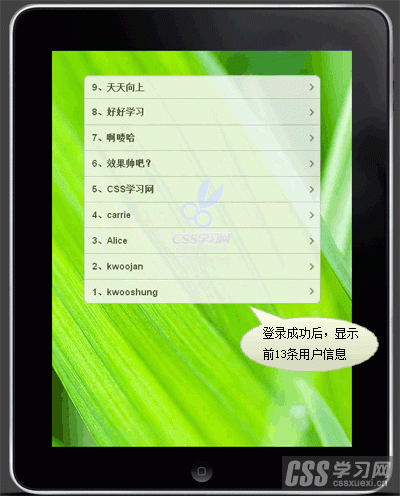 9、天天向上
8、好好学习
7、啊喽哈
6、效果帅吧?
5、CSS学习网
4、carrie
3、Alice
CSS学习网
2、kwoojan
1、kwooshung
登录成功后，显示
前13条用户信息
CSS学习网
cssxuexi.cn